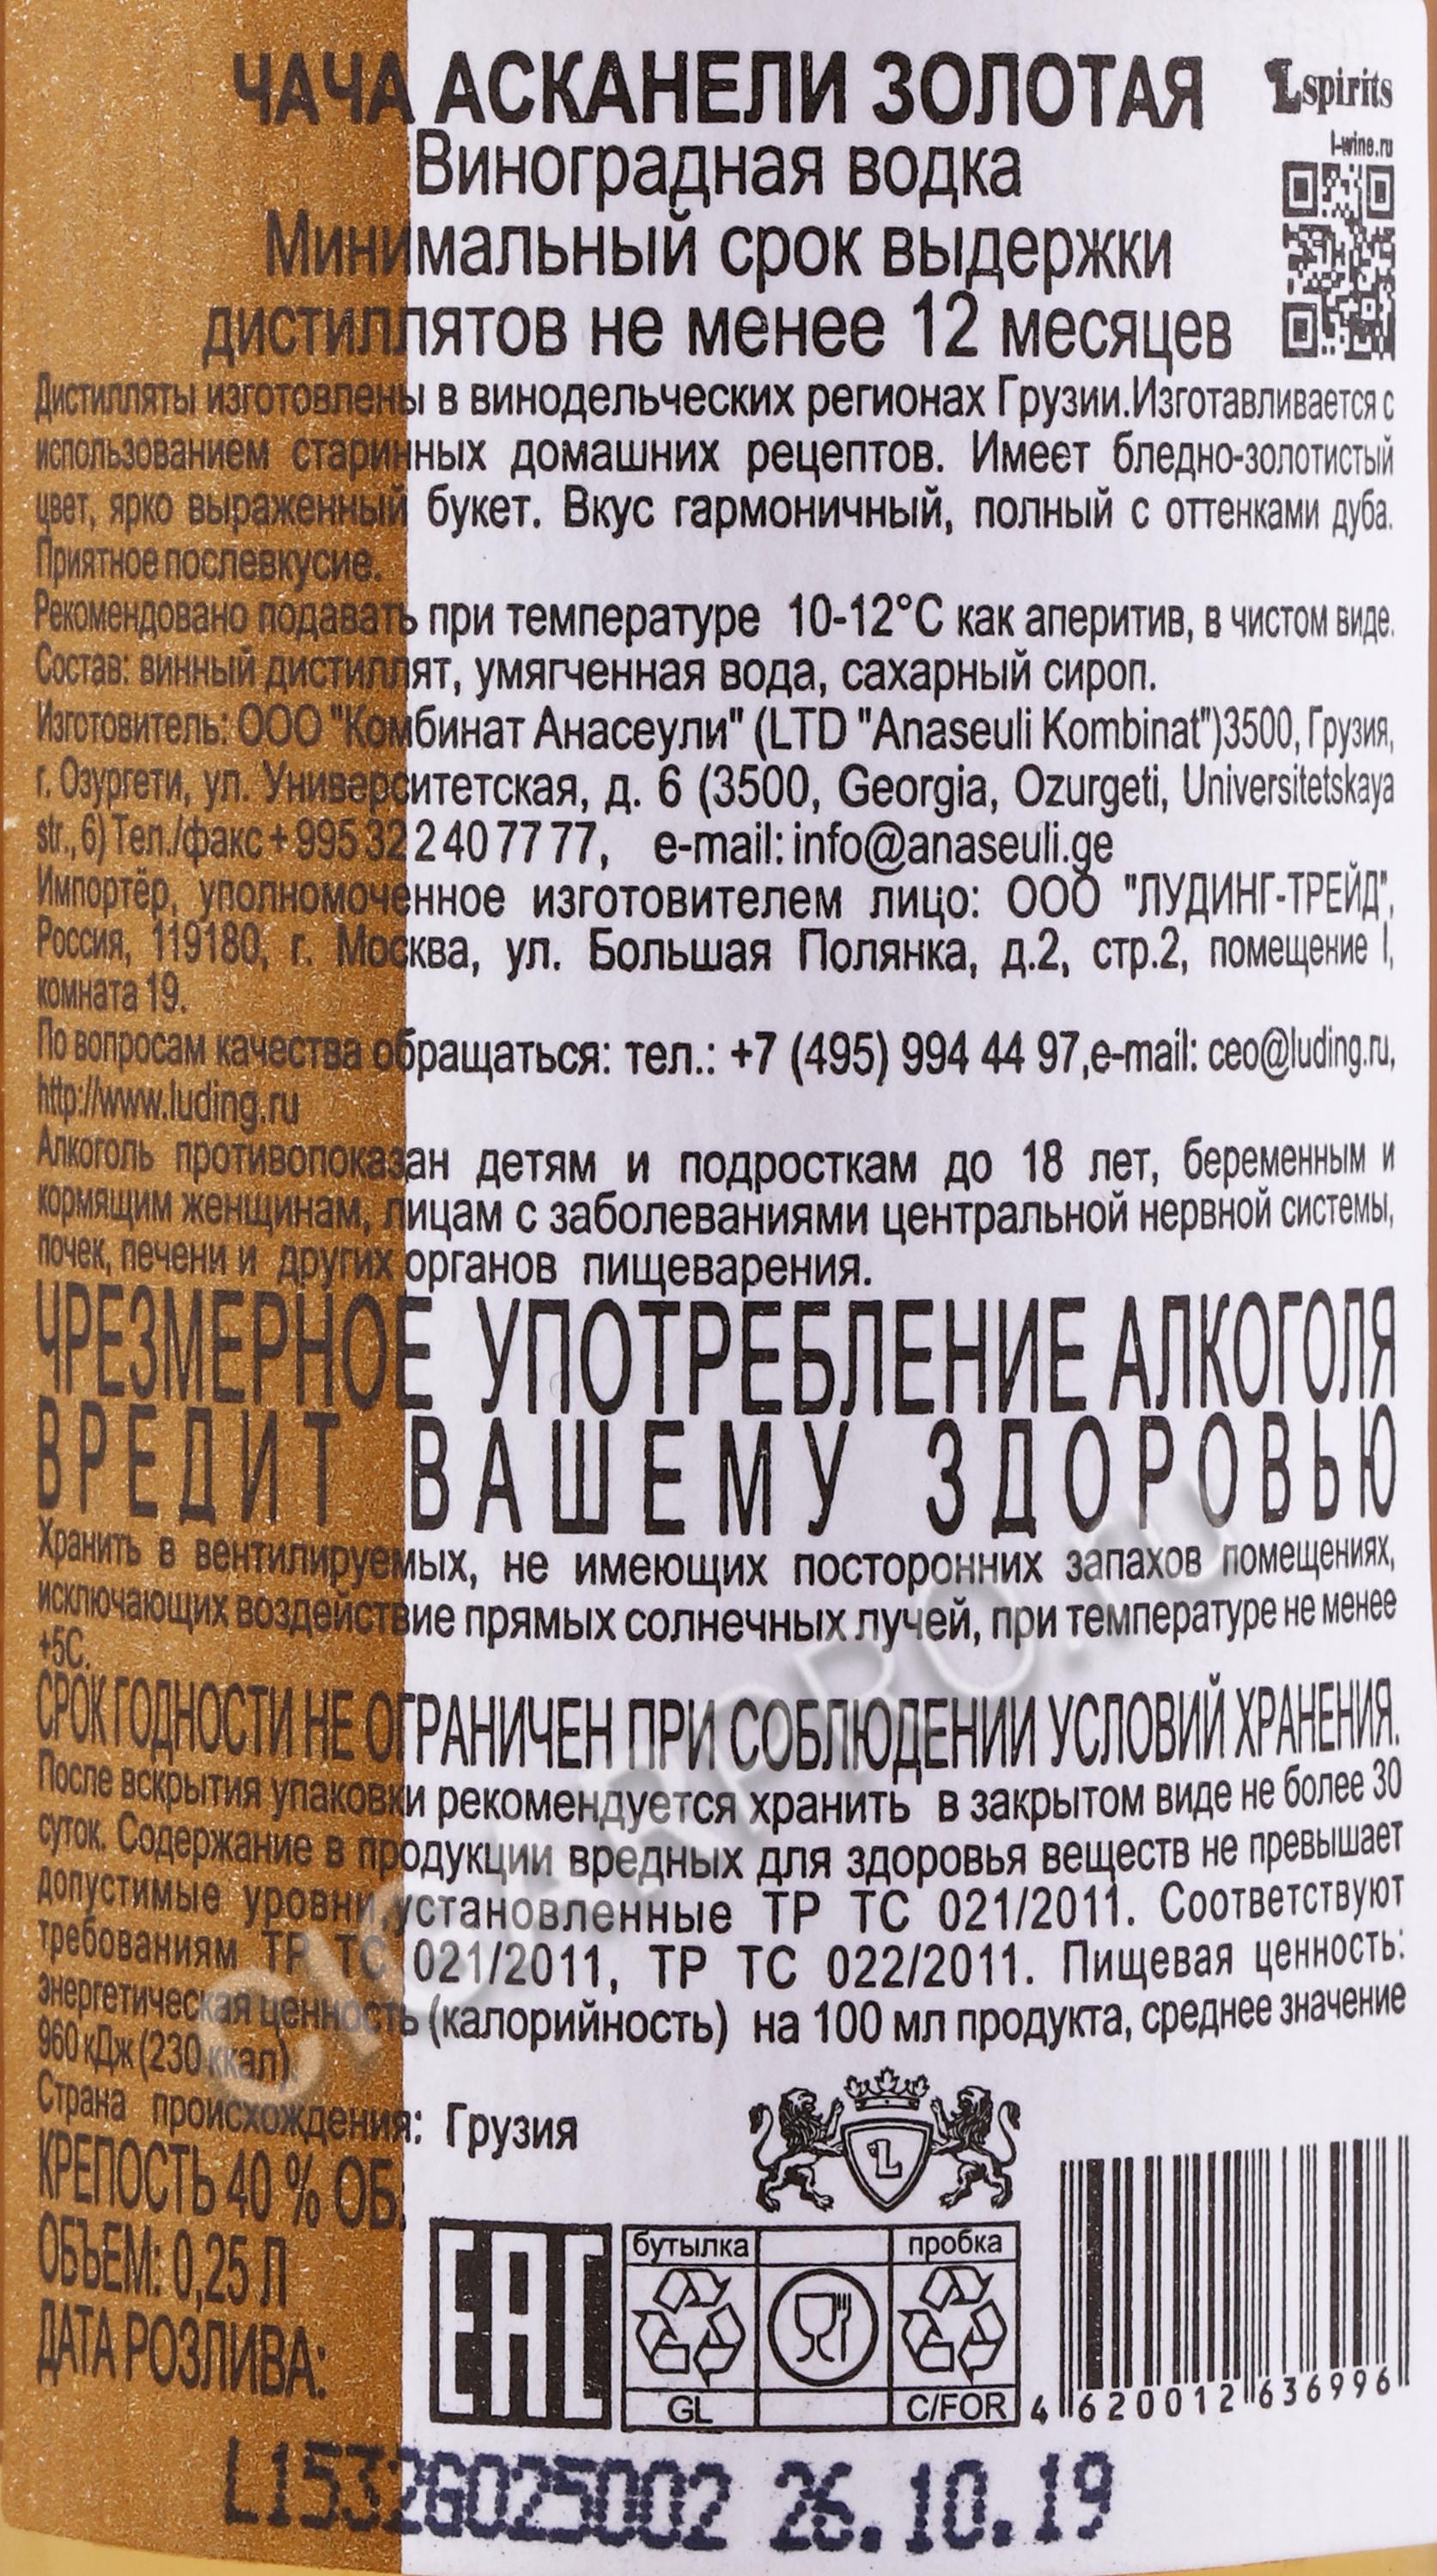 ЧАЧА АСКАНЕЛИ ЗОЛОТАЯ
Lspirits
l-wine.ru
Виноградная водка
Минимальный срок выдержки
дистиллятов не менее 12 месяцев
Дистилляты изготовлены в винодельческих регионах Грузии.Изготавливается с
использованием старинных домашних рецептов. Имеет бледно-золотистый
цвет, ярко выраженный букет. Вкус гармоничный, полный с оттенками дуба.
Приятное послевкусие.
Рекомендовано подавать при температуре 10-12°С как аперитив, в чистом виде.
Состав: винный дистиллят, умягченная вода, сахарный сироп.
Изготовитель: ООО "Комбинат Анасеули" (LTD "Anaseuli Kombinat")3500, Грузия,
г. Озургети, ул. Университетская, д. 6 (3500, Georgia, Ozurgeti, Universitetskaya
str., 6) Тел./факс + 995 32 2 40 77 77, e-mail: info@anaseuli.ge
Импортёр, уполномоченное изготовителем лицо: ООО "ЛУДИНГ-ТРЕЙД",
Россия, 119180, г. Москва, ул. Большая Полянка, д.2, стр.2, помещение I,
комната 19.
По вопросам качества обращаться: тел.: +7 (495) 994 44 97,e-mail: ceo@luding.ru,
http://www.luding.ru
Алкоголь противопоказан детям и подросткам до 18 лет, беременным и
кормящим женщинам, лицам с заболеваниями центральной нервной системы,
почек, печени и других органов пищеварения.
ЧРЕЗМЕРНОЕ УПОТРЕБЛЕНИЕ АЛКОГОЛЯ
ВРЕДИТ ВАШЕМУ ЗДОРОВЬЮ
Хранить в вентилируемых, не имеющих посторонних запахов помещениях,
исключающих воздействие прямых солнечных лучей, при температуре не менее
+5С.
СРОК ГОДНОСТИ НЕ ОГРАНИЧЕН ПРИ СОБЛЮДЕНИИ УСЛОВИЙ ХРАНЕНИЯ.
После вскрытия упаковки рекомендуется хранить в закрытом виде не более 30
суток. Содержание в продукции вредных для здоровья веществ не превышает
допустимые уровни,установленные ТР ТС 021/2011. Соответствуют
требованиям ТР ТС 021/2011, ТР ТС 022/2011. Пищевая ценность:
энергетическая ценность (калорийность) на 100 мл продукта, среднее значение
960 кДж (230 ккал).
Страна происхождения: Грузия
КРЕПОСТЬ 40 % ОБ.
ОБЪЕМ: 0,25 Л
ДАТА РОЗЛИВА:
L
EAC
бутылка
пробка
GL
C/FOR
4 620012 636996
L1532G025002 26.10.19
CIGARPRO.ru